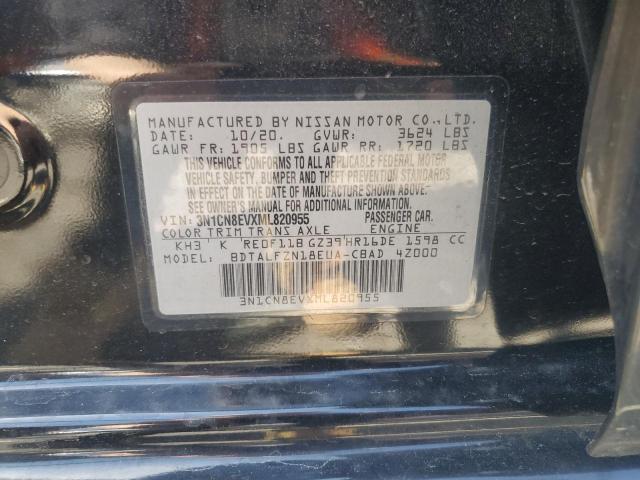 MANUFACTURED BY NISSAN MOTOR CO.,LTD.
DATE: 10/20. GVWR: 3624 LBS
GAWR FR: 1905 LBS GAWR RR: 1720 LBS
THIS VEHICLE CONFORMS TO ALL APPLICABLE FEDERAL MOTOR
VEHICLE SAFETY, BUMPER AND THEFT PREVENTION STANDARDS
IN EFFECT ON THE DATE OF MANUFACTURE SHOWN ABOVE.
SEE OWNER'S MANUAL FOR ADDITIONAL INFORMATION.
VIN: 3N1CN8EVXML820955 PASSENGER CAR.
COLOR TRIM TRANS AXLE ENGINE
KH3 K RE0F11B GZ39 HR16DE 1598 CC
MODEL: BDTALFZN18EUA-CBAD 4Z000
3N1CN8EVXML820955